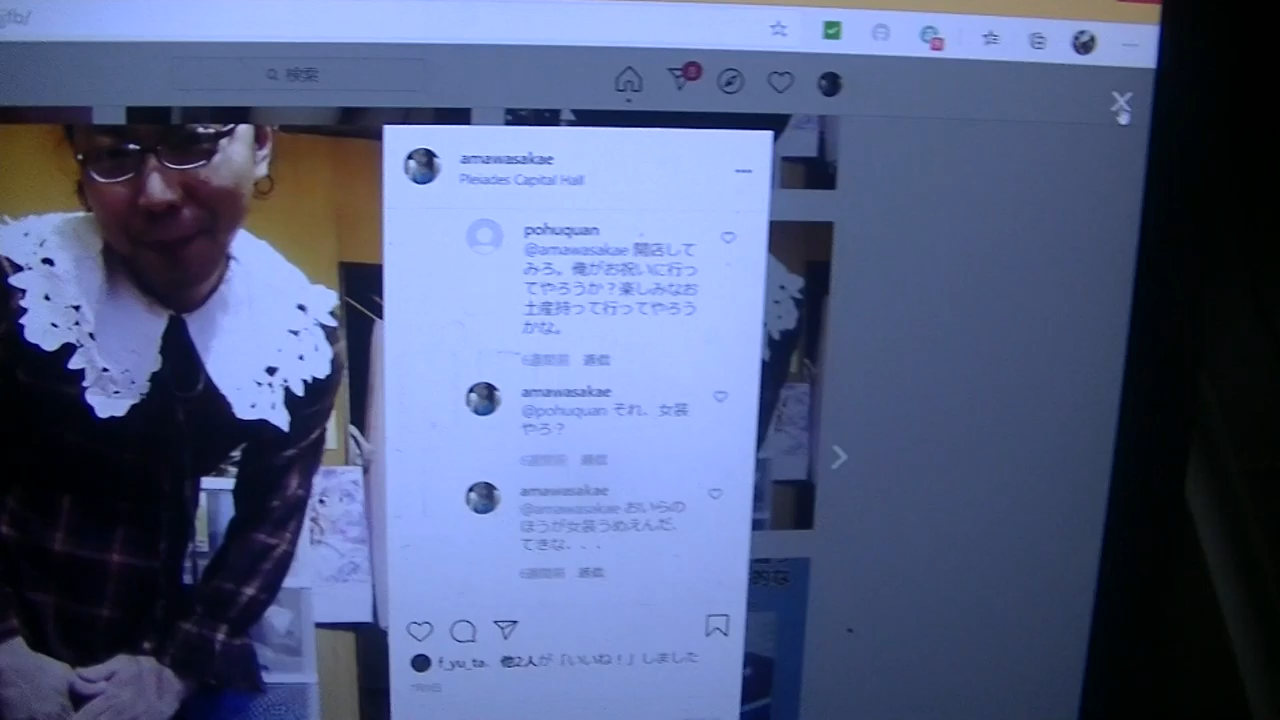 検索
8
amawasakae
Pleiades Capital Hall
pohuquan
@amawasakae 開店して
みろ。俺がお祝いに行っ
てやろうか?楽しみなお
土産持って行ってやろう
かな。
6週間前 返信
amawasakae
@pohuquan それ、女装
やろ?
6週間前 返信
amawasakae
@amawasakae おいらの
ほうが女装うめえんだ、
てきな...
6週間前 返信
f_yu_ta、他2人が「いいね!」しました
的な